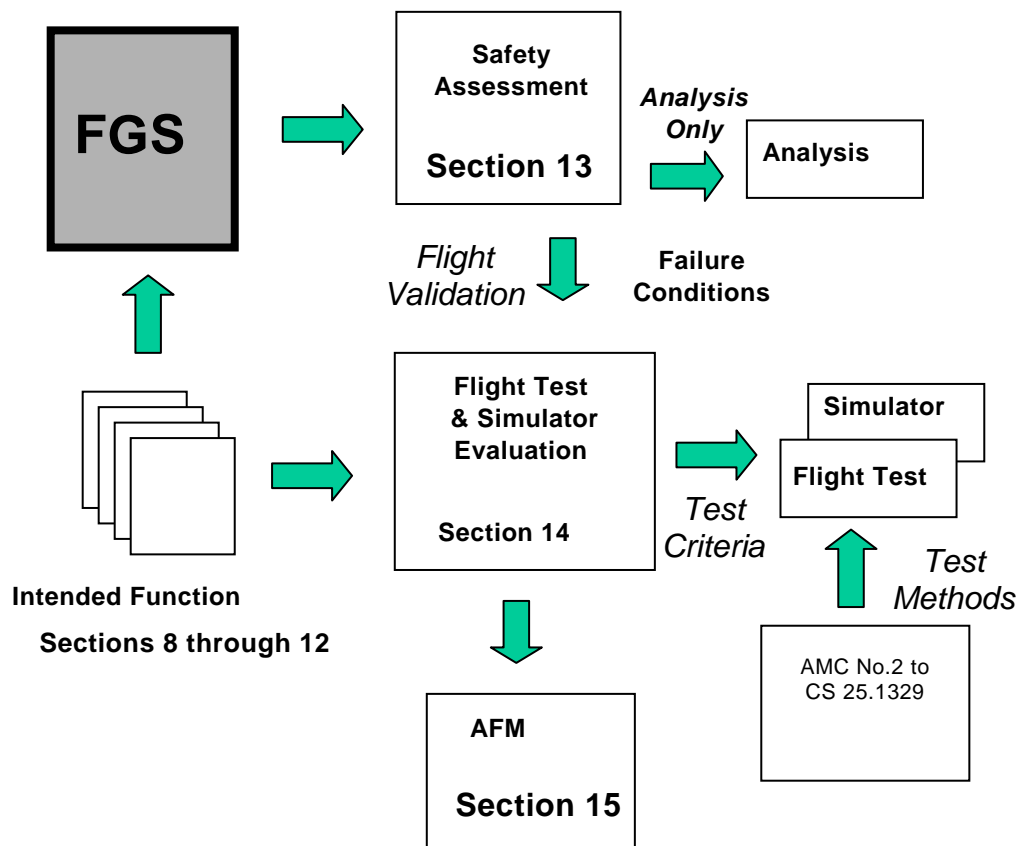 FGS
Safety
Assessment
Section 13
Analysis
Only
Analysis
Flight
Validation
Failure
Conditions
Intended Function
Sections 8 through 12
Flight Test
& Simulator
Evaluation
Section 14
Test
Criteria
Simulator
Flight Test
Test
Methods
AMC No.2 to
CS 25.1329
AFM
Section 15